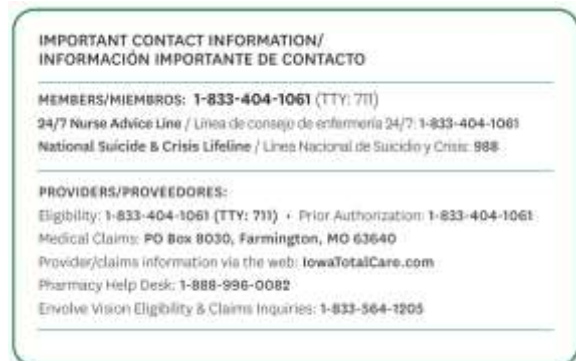 IMPORTANT CONTACT INFORMATION/
INFORMACIÓN IMPORTANTE DE CONTACTO
MEMBERS/MIEMBROS: 1-833-404-1061 (TTY: 711)
24/7 Nurse Advice Line / Línea de consejo de enfermería 24/7: 1-833-404-1061
National Suicide & Crisis Lifeline / Línea Nacional de Suicidio y Crisis: 988
PROVIDERS/PROVEEDORES:
Eligibility: 1-833-404-1061 (TTY: 711) • Prior Authorization: 1-833-404-1061
Medical Claims: PO Box 8030, Farmington, MO 63640
Provider/claims information via the web: IowaTotalCare.com
Pharmacy Help Desk: 1-888-996-0082
Envolve Vision Eligibility & Claims Inquiries: 1-833-564-1205